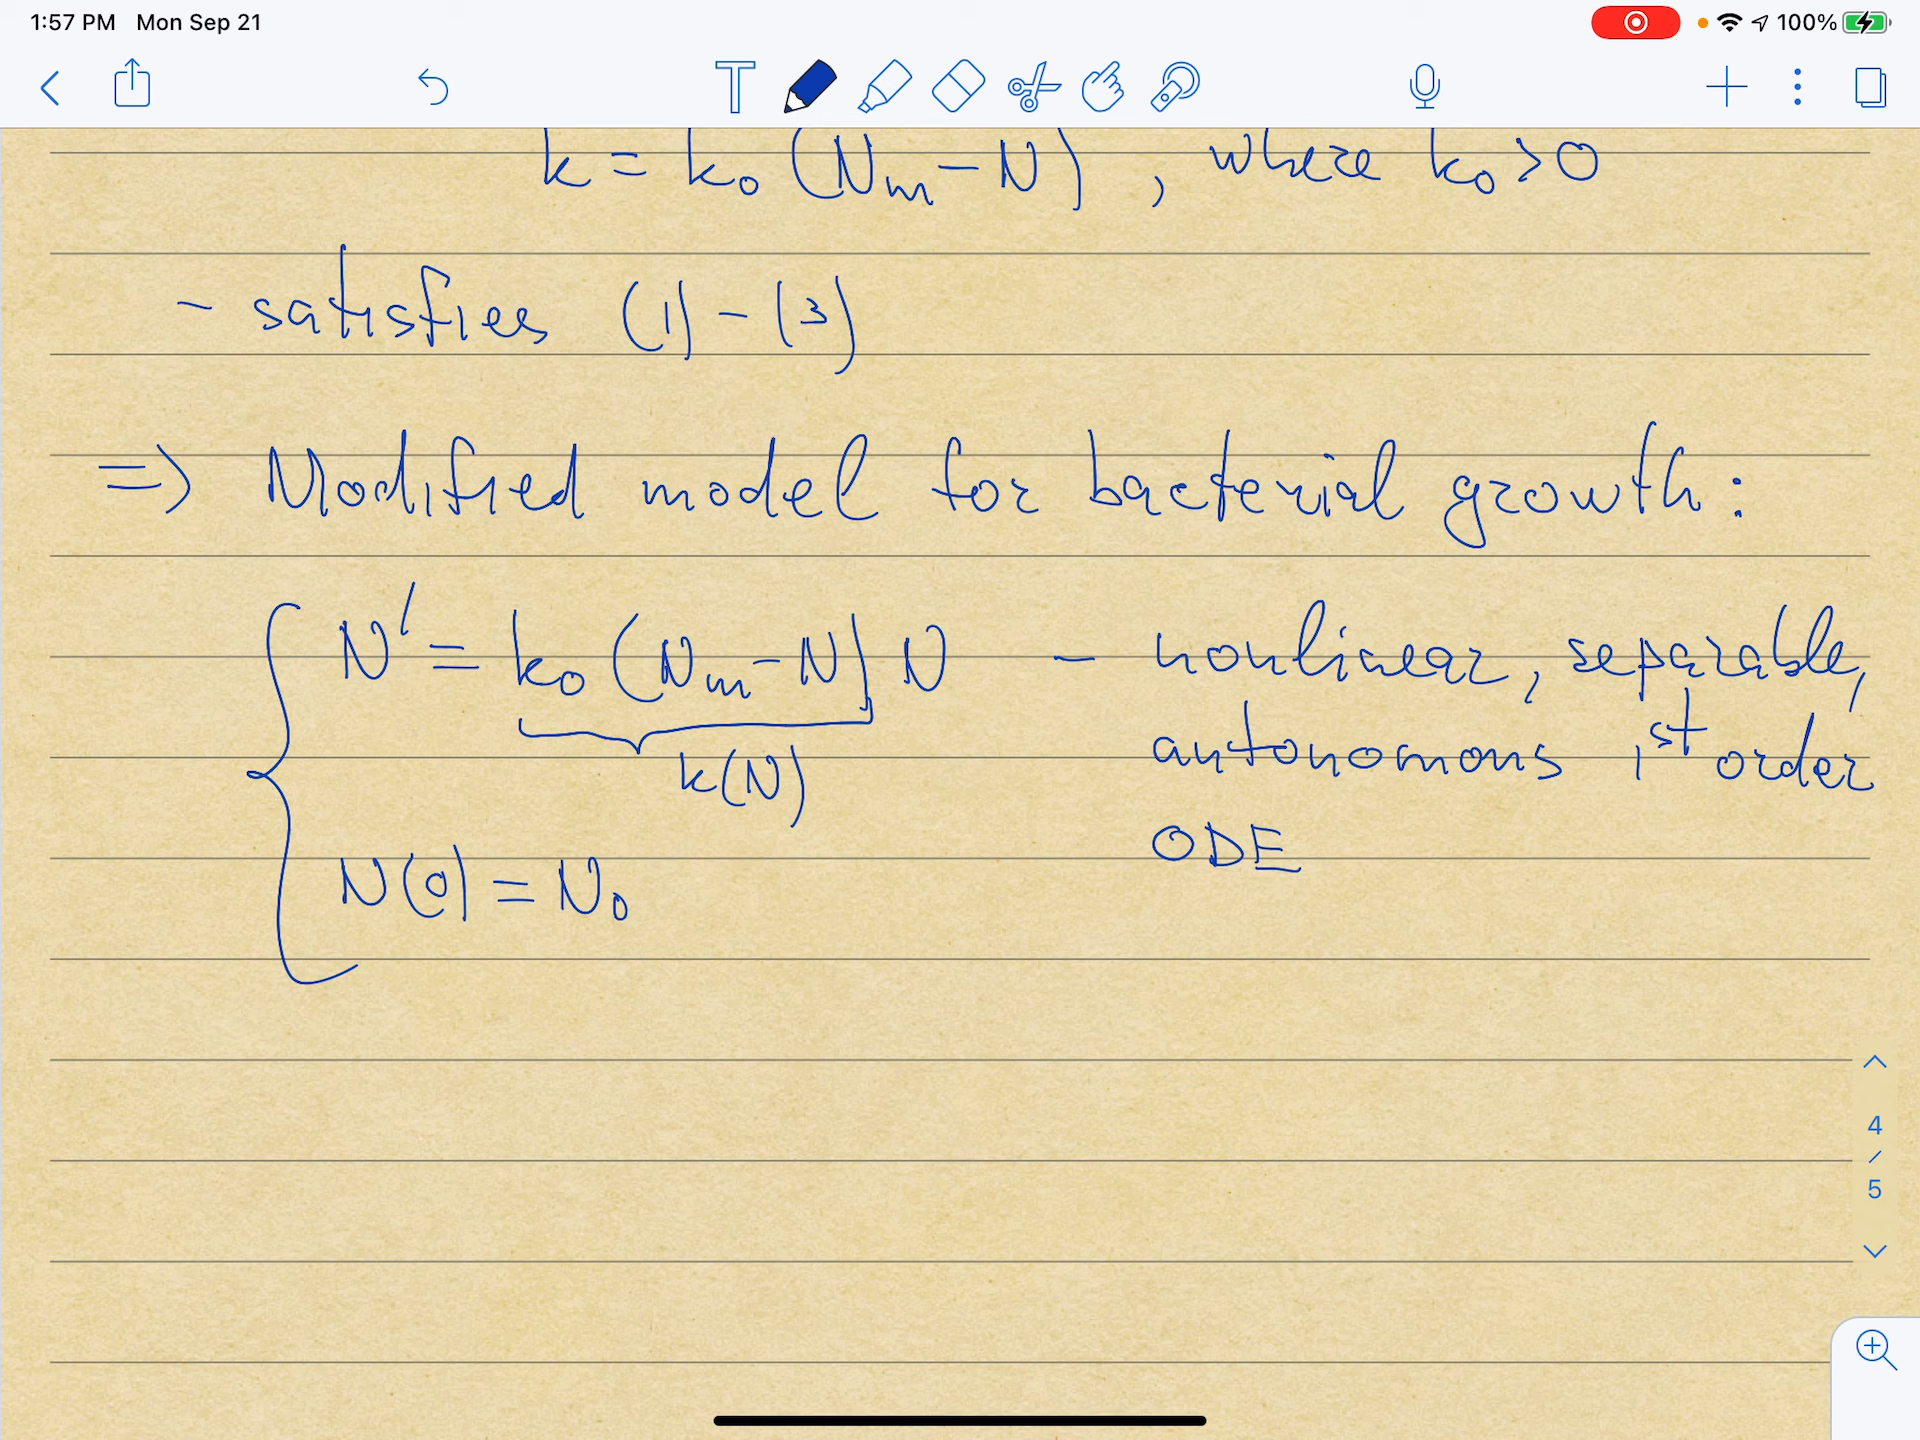 1:57 PM Mon Sep 21 100%
T
k = k₀ (Nₘ - N) , where k₀ > 0
- satisfies (1) - (3)
=> Modified model for bacterial growth:
N' = k₀ (Nₘ - N) N - nonlinear, separable,
autonomous 1st order
k(N)
ODE
N(0) = N₀
4
/
5